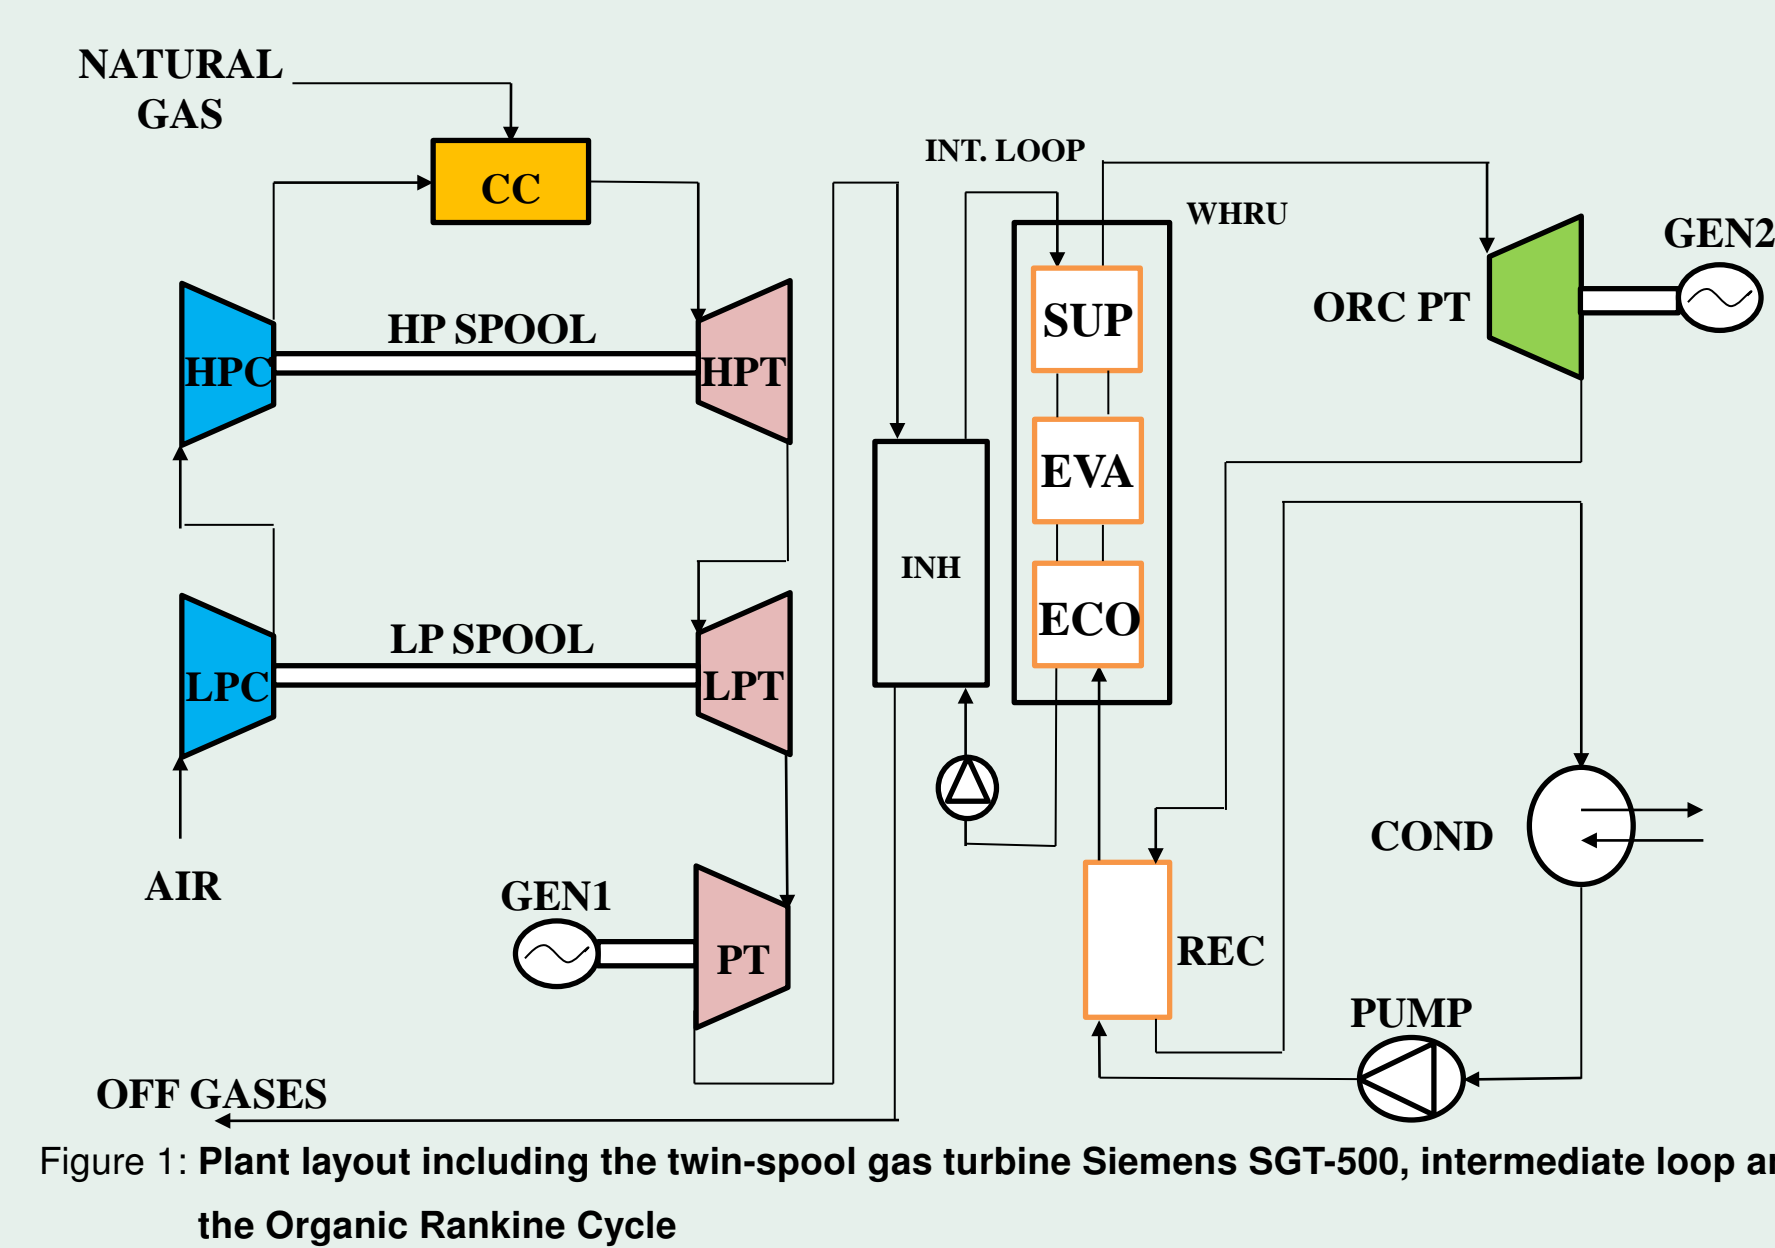 NATURAL
GAS
CC
INT. LOOP
WHRU
GEN2
SUP
ORC PT
HP SPOOL
HPC
HPT
EVA
INH
ECO
LP SPOOL
LPC
LPT
COND
AIR
GEN1
PT
REC
PUMP
OFF GASES
Figure 1: Plant layout including the twin-spool gas turbine Siemens SGT-500, intermediate loop
the Organic Rankine Cycle